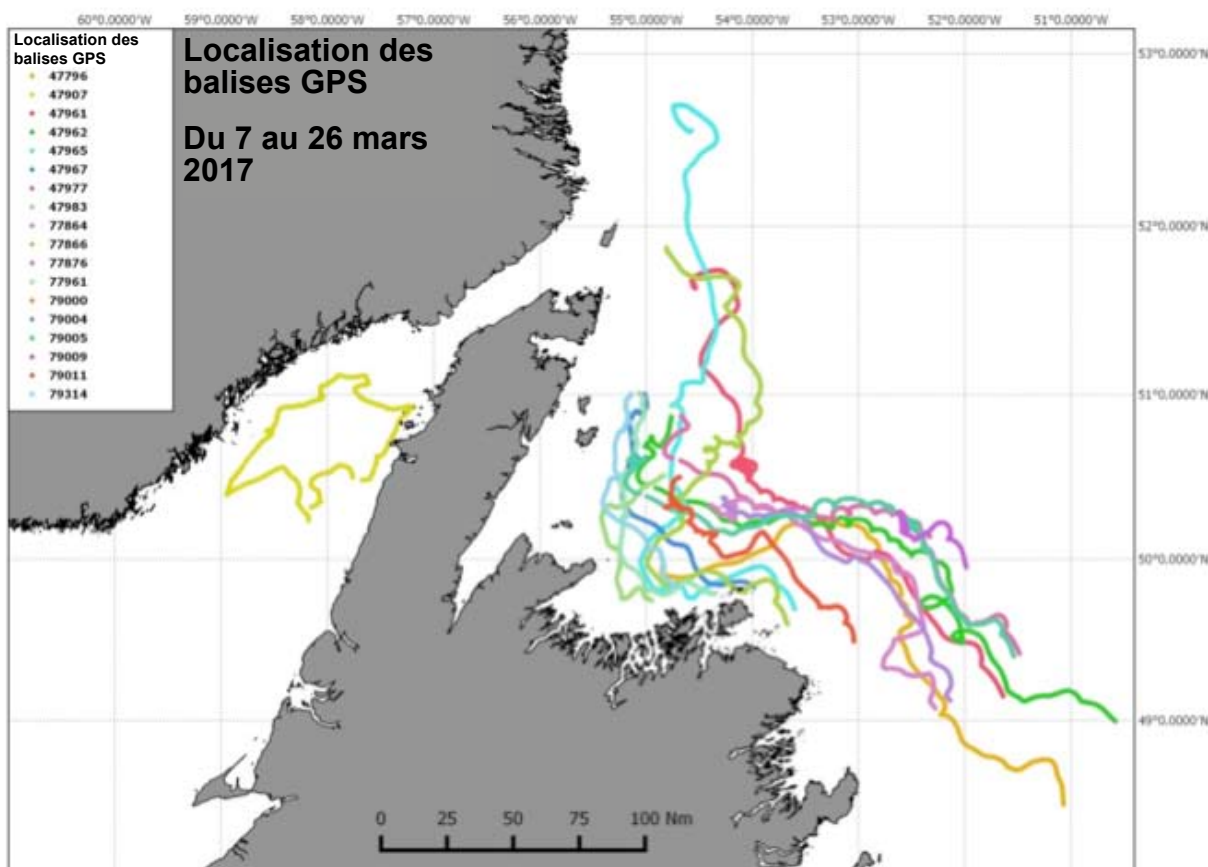 60°0.0000'W 59°0.0000'W 58°0.0000'W 57°0.0000'W 56°0.0000'W 55°0.0000'W 54°0.0000'W 53°0.0000'W 52°0.0000'W 51°0.0000'W
Localisation des
balises GPS
47796
47907
47961
47962
47965
47967
47977
47983
77864
77866
77876
77961
79000
79004
79005
79009
79011
79314
Localisation des
balises GPS
Du 7 au 26 mars
2017
53°0.0000'N
52°0.0000'N
51°0.0000'N
50°0.0000'N
49°0.0000'N
0 25 50 75 100 Nm